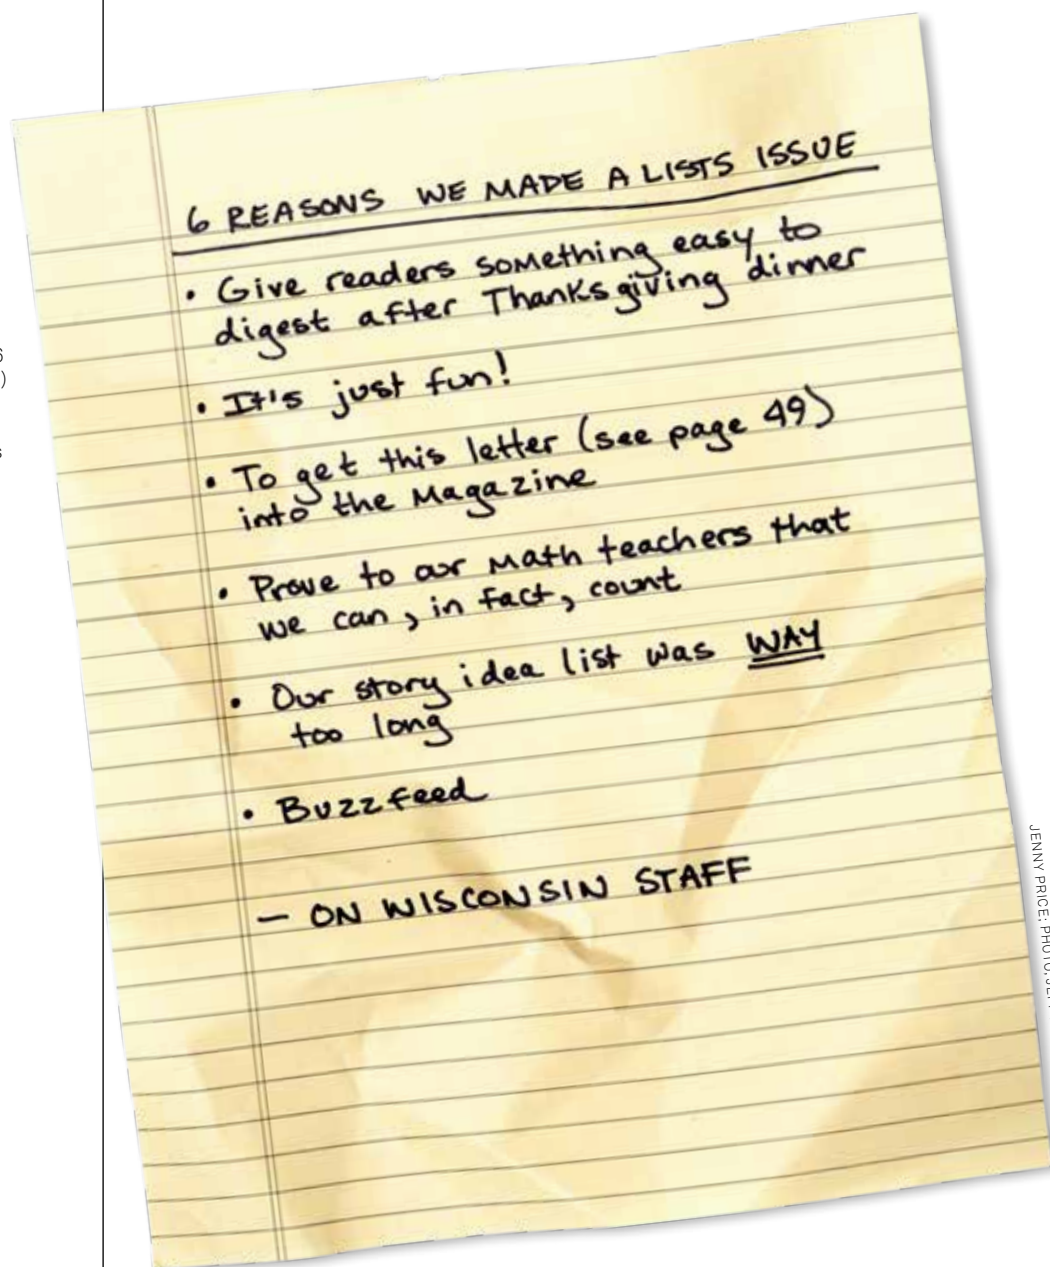 6 REASONS WE MADE A LISTS ISSUE
• Give readers something easy to
digest after Thanksgiving dinner
• It's just fun!
• To get this letter (see page 49)
into the Magazine
• Prove to our math teachers that
we can, in fact, count
• Our story idea list was WAY
too long
• Buzzfeed
— ON WISCONSIN STAFF
6
)
s
JENNY PRICE; PHOTO,